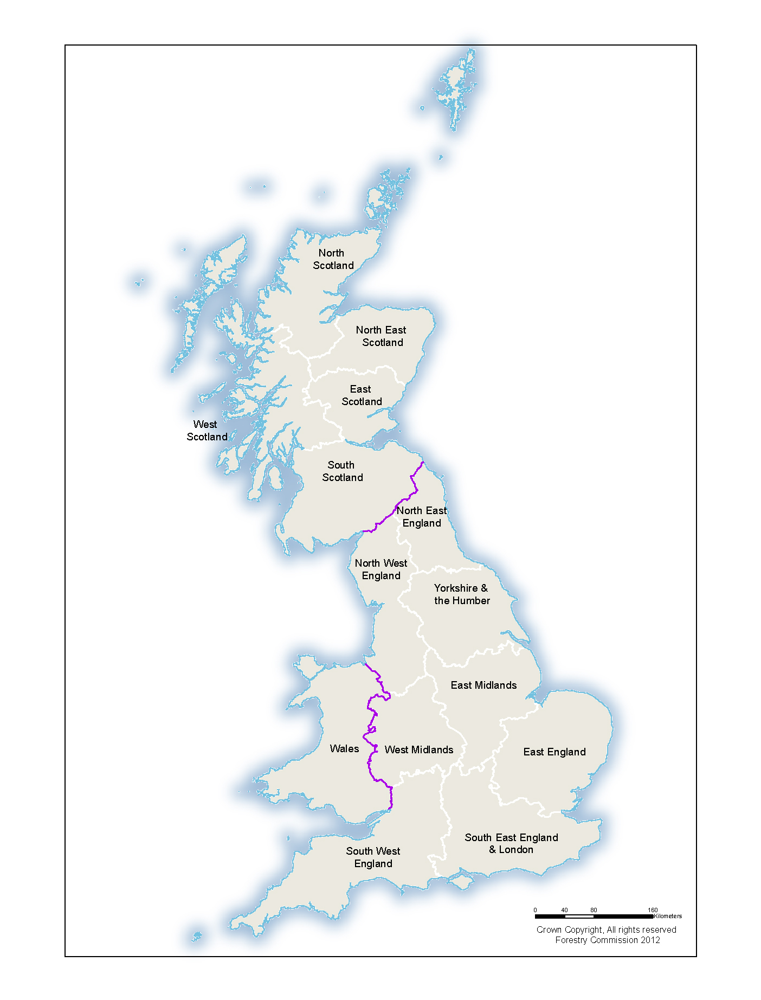 North
Scotland
North East
Scotland
East
Scotland
West
Scotland
South
Scotland
North East
England
North West
England
Yorkshire &
the Humber
East Midlands
Wales
West Midlands
East England
South East England
& London
South West
England
0 40 80 160
Kilometers
Crown Copyright, All rights reserved
Forestry Commission 2012